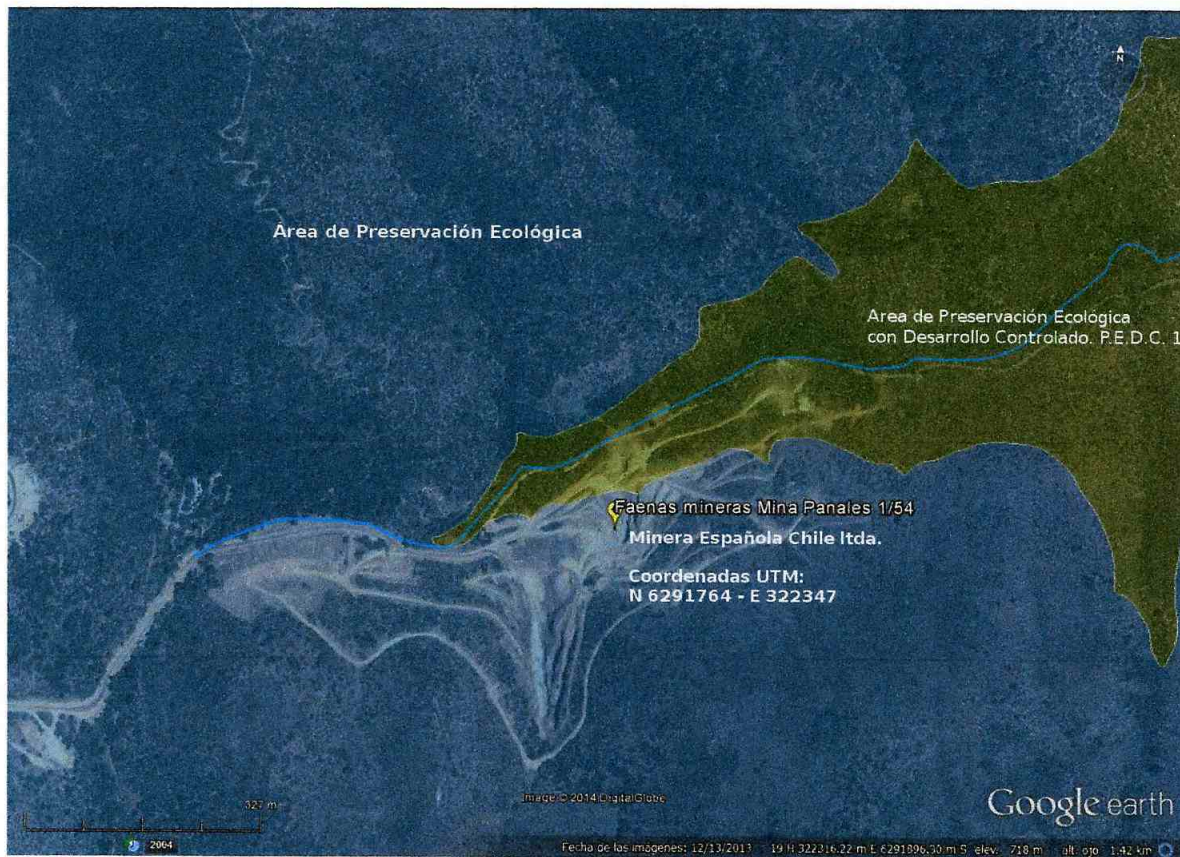 N
Área de Preservación Ecológica
Area de Preservación Ecológica
con Desarrollo Controlado. P.E.D.C. 1
Faenas mineras Mina Panales 1/54
Minera Española Chile ltda.
Coordenadas UTM:
N 6291764 - E 322347
327 m
Image © 2014 DigitalGlobe
Google earth
2004
Fecha de las imágenes: 12/13/2013 19 H 322316.22 m E 6291896.30 m S elev. 718 m alt. ojo 1.42 km